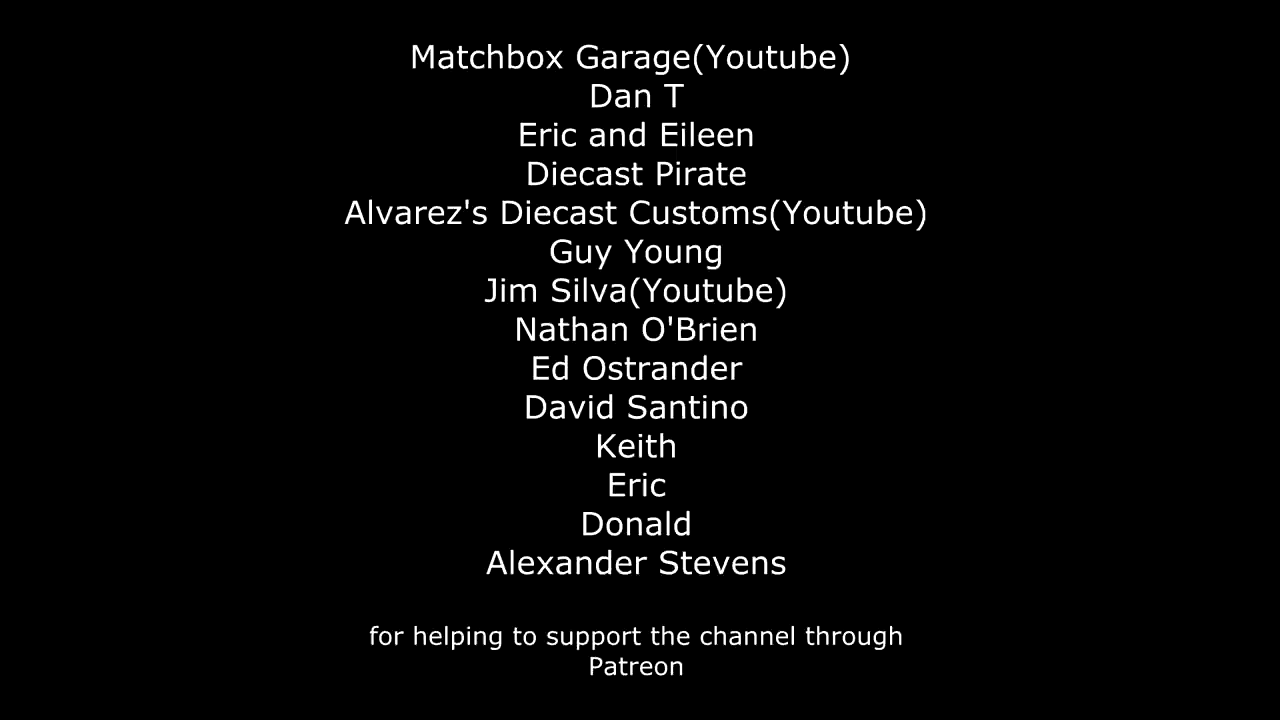 Matchbox Garage(Youtube)
Dan T
Eric and Eileen
Diecast Pirate
Alvarez's Diecast Customs(Youtube)
Guy Young
Jim Silva(Youtube)
Nathan O'Brien
Ed Ostrander
David Santino
Keith
Eric
Donald
Alexander Stevens
for helping to support the channel through
Patreon